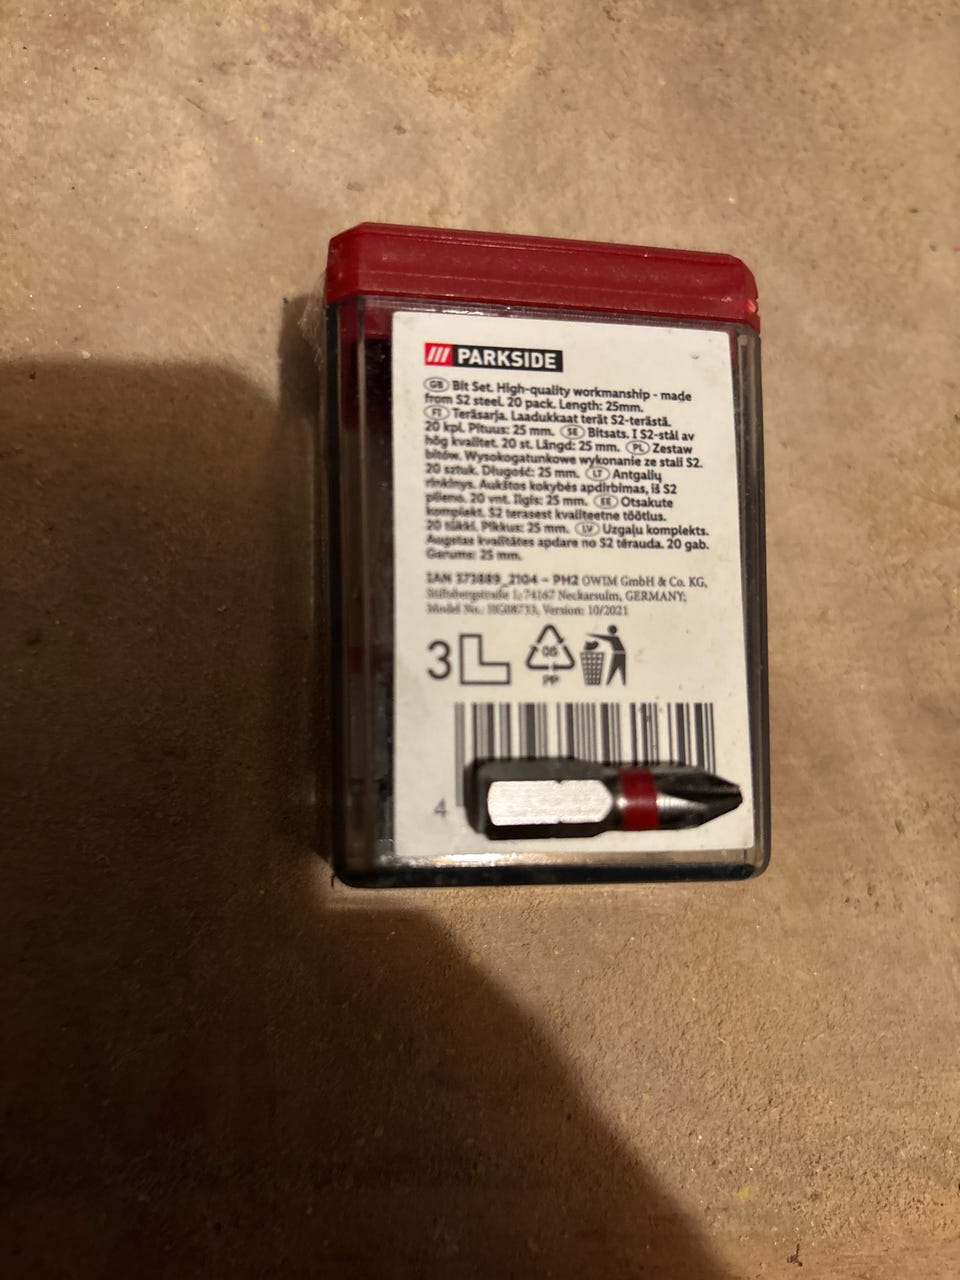 PARKSIDE
GB Bit Set. High-quality workmanship - made
from S2 steel. 20 pack. Length: 25mm.
FI Teräsarja. Laadukkaat terät S2-terästä.
20 kpl. Pituus: 25 mm. SE Bitsats. I S2-stål av
hög kvalitet. 20 st. Längd: 25 mm. PL Zestaw
bitów. Wysokogatunkowe wykonanie ze stali S2.
20 sztuk. Długość: 25 mm. LT Antgalių
rinkinys. Aukštos kokybės apdirbimas, iš S2
plieno. 20 vnt. Ilgis: 25 mm. EE Otsakute
komplekt. S2 terasest kvaliteetne töötlus.
20 tükki. Pikkus: 25 mm. LV Uzgaļu komplekts.
Augstas kvalitātes apdare no S2 tērauda. 20 gab.
Garums: 25 mm.
IAN 373889_2104 - PH2 OWIM GmbH & Co. KG,
Stiftsbergstraße 1, 74167 Neckarsulm, GERMANY;
Model No.: HG08733, Version: 10/2021
3
05
PP
4